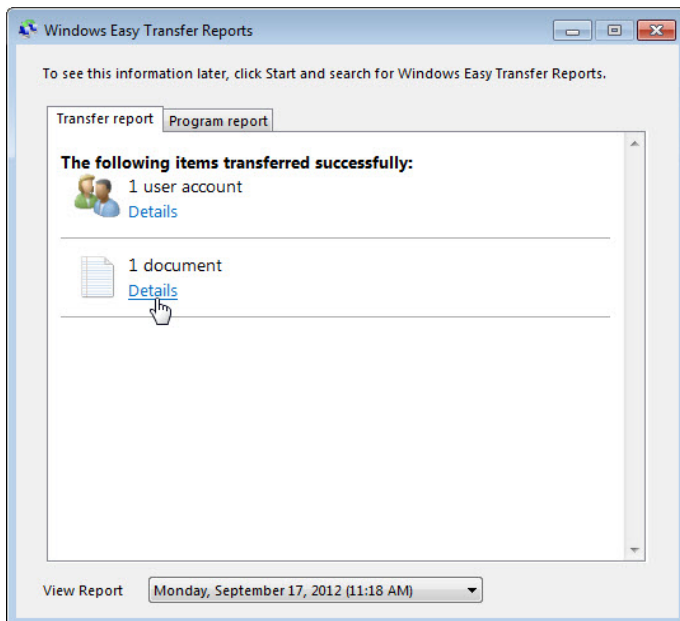 Windows Easy Transfer Reports
To see this information later, click Start and search for Windows Easy Transfer Reports.
Transfer report
Program report
The following items transferred successfully:
1 user account
Details
1 document
Details
View Report
Monday, September 17, 2012 (11:18 AM)